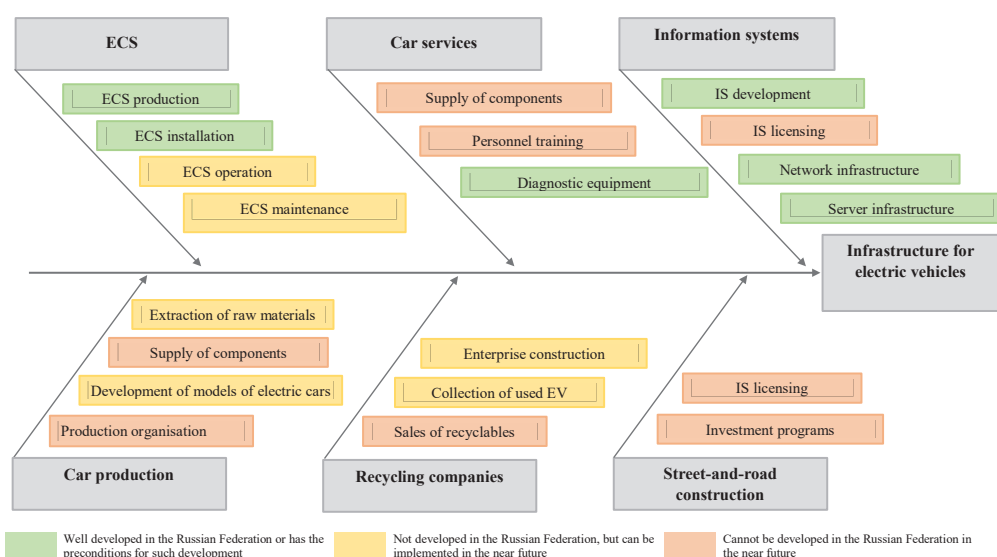 ECS
Car services
Information systems
ECS production
ECS installation
ECS operation
ECS maintenance
Supply of components
Personnel training
Diagnostic equipment
IS development
IS licensing
Network infrastructure
Server infrastructure
Infrastructure for
electric vehicles
Extraction of raw materials
Supply of components
Development of models of electric cars
Production organisation
Enterprise construction
Collection of used EV
Sales of recyclables
IS licensing
Investment programs
Car production
Recycling companies
Street-and-road
construction
Well developed in the Russian Federation or has the
preconditions for such development
Not developed in the Russian Federation, but can be
implemented in the near future
Cannot be developed in the Russian Federation in
the near future